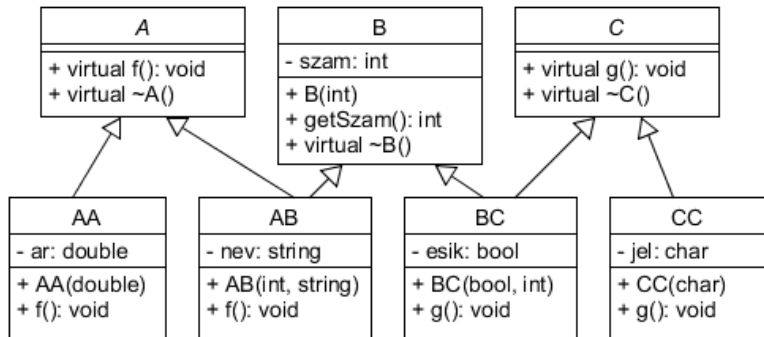 A
+ virtual f(): void
+ virtual ~A()
B
- szam: int
+ B(int)
+ getSzam(): int
+ virtual ~B()
C
+ virtual g(): void
+ virtual ~C()
AA
- ar: double
+ AA(double)
+ f(): void
AB
- nev: string
+ AB(int, string)
+ f(): void
BC
- esik: bool
+ BC(bool, int)
+ g(): void
CC
- jel: char
+ CC(char)
+ g(): void